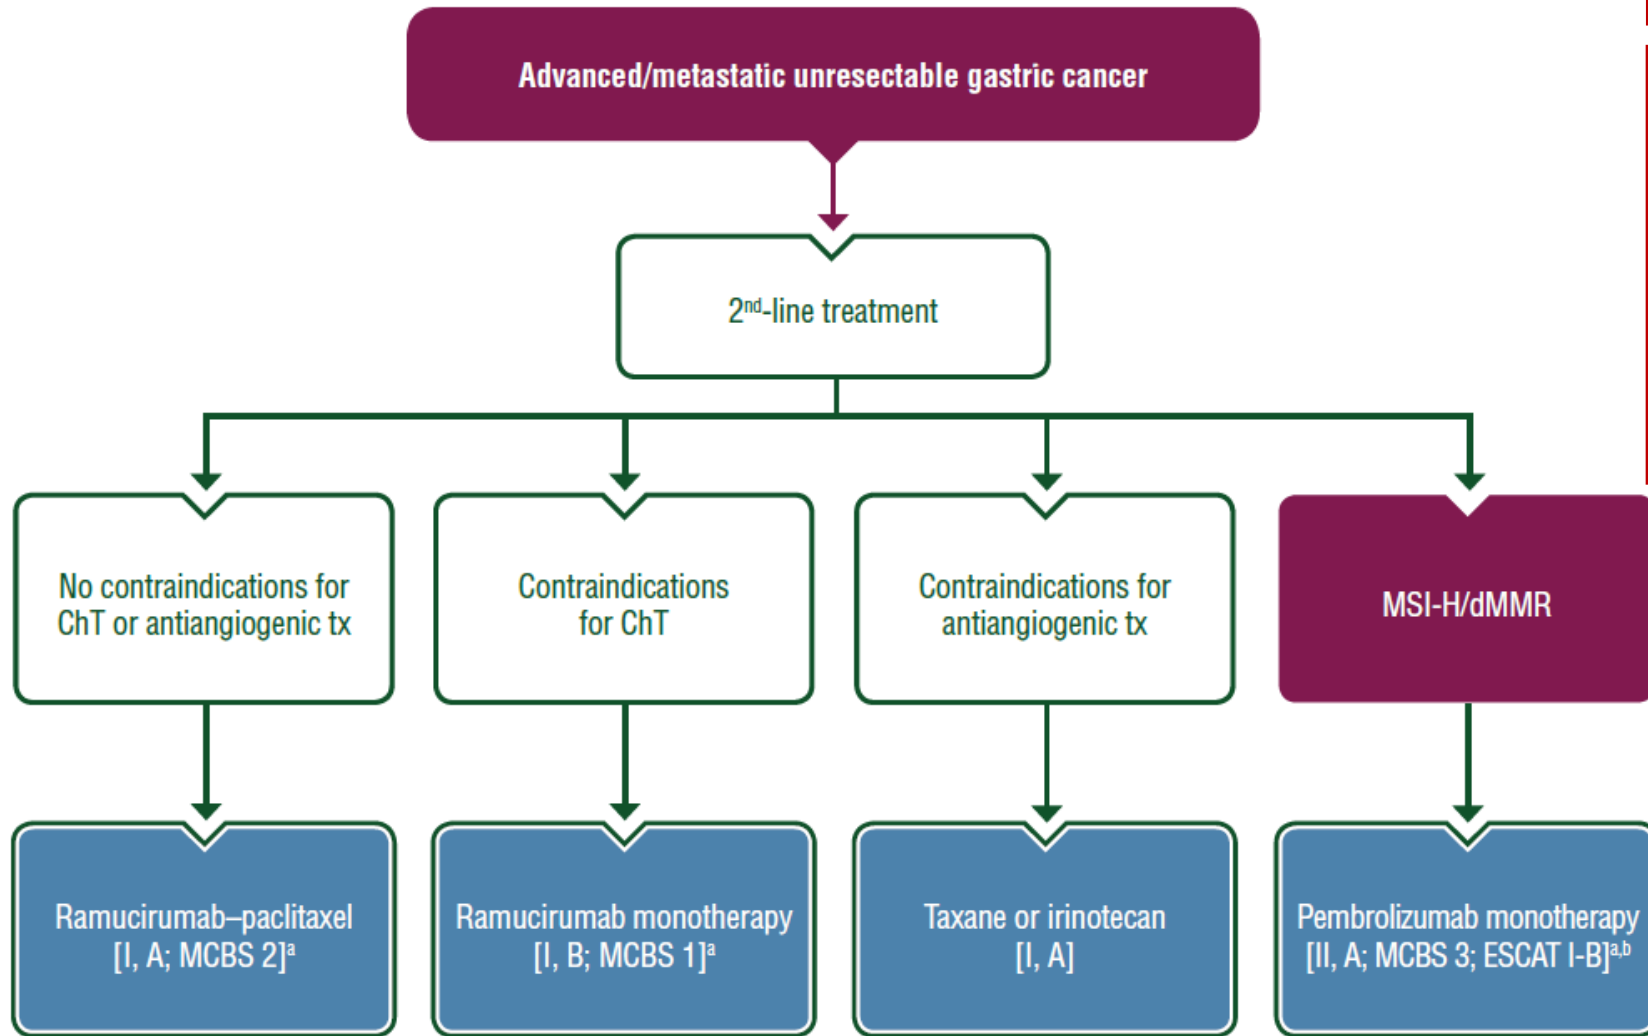 Advanced/metastatic unresectable gastric cancer
2nd-line treatment
No contraindications for
ChT or antiangiogenic tx
Contraindications
for ChT
Contraindications for
antiangiogenic tx
MSI-H/dMMR
Ramucirumab–paclitaxel
[I, A; MCBS 2]a
Ramucirumab monotherapy
[I, B; MCBS 1]a
Taxane or irinotecan
[I, A]
Pembrolizumab monotherapy
[II, A; MCBS 3; ESCAT I-B]a,b